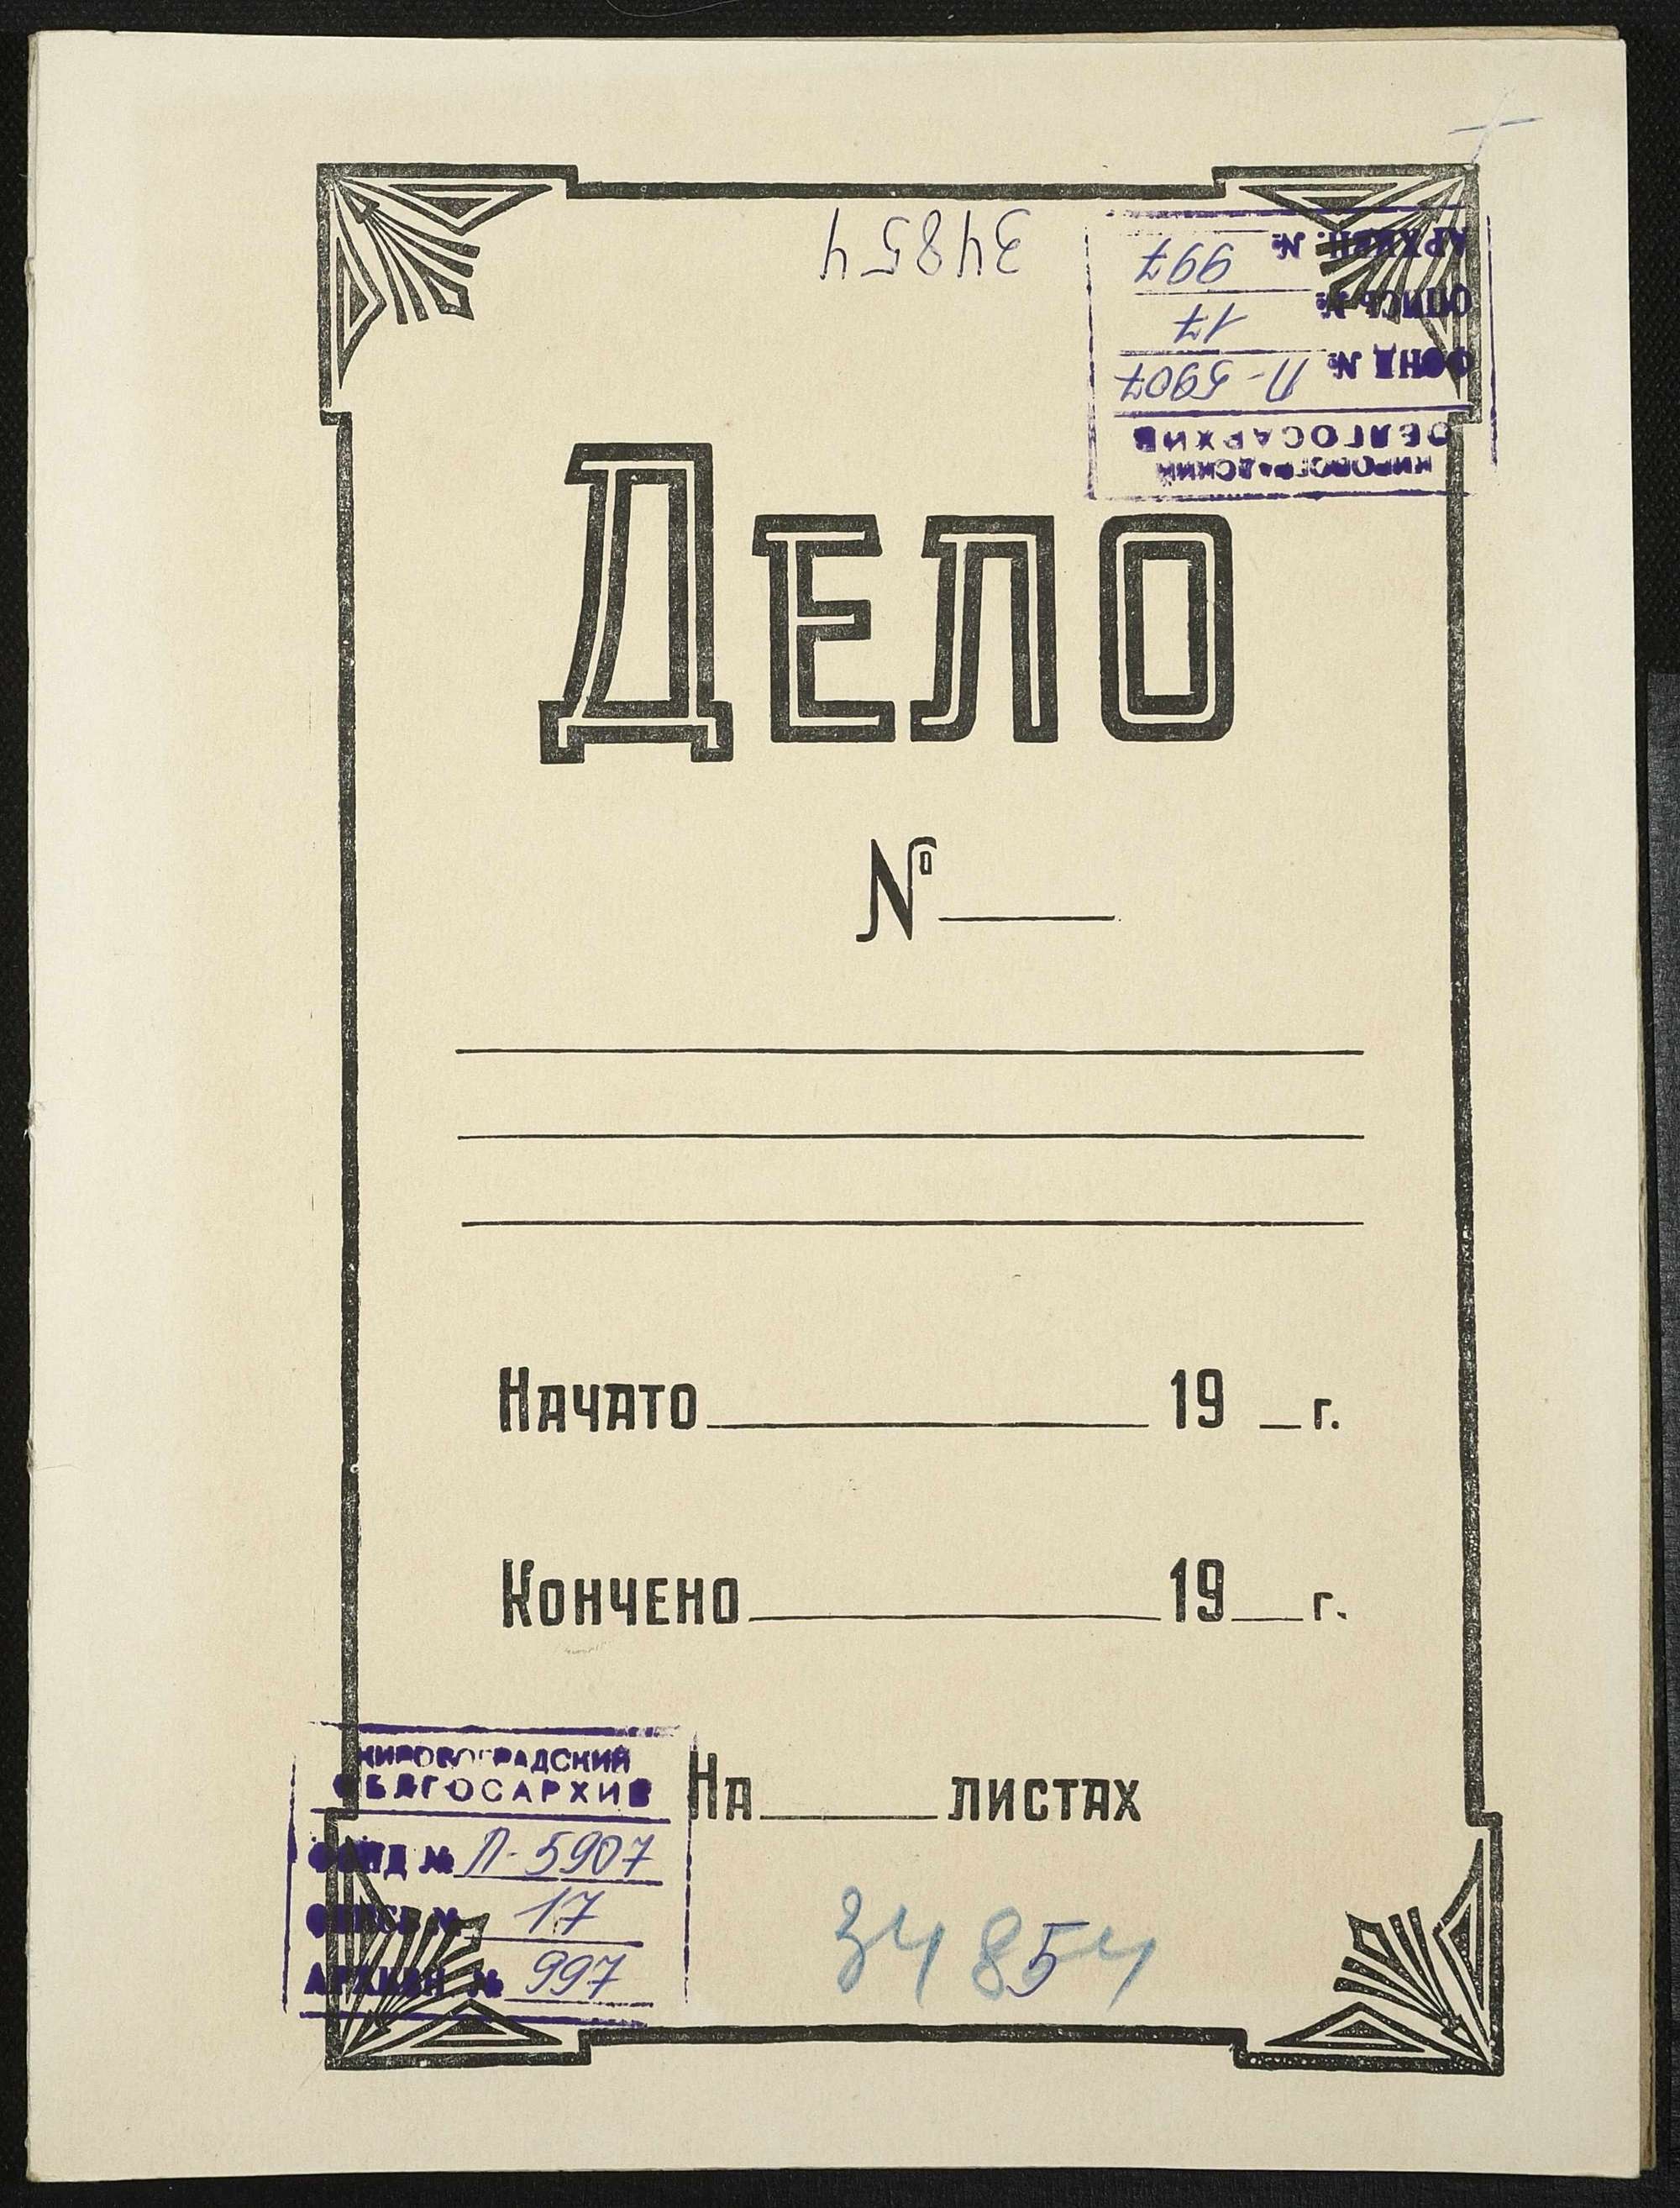 34854
АРХИВН. № 997
ОПИСЬ № 17
ФОНД № П-5907
ОБЛГОСАРХИВ
КИРОВОГРАДСКИЙ
ДЕЛО
№
НАЧАТО 19 г.
КОНЧЕНО 19 г.
НА ЛИСТАХ
КИРОВОГРАДСКИЙ
ОБЛГОСАРХИВ
ФОНД № П-5907
ОПИСЬ № 17
АРХИВН № 997
34854